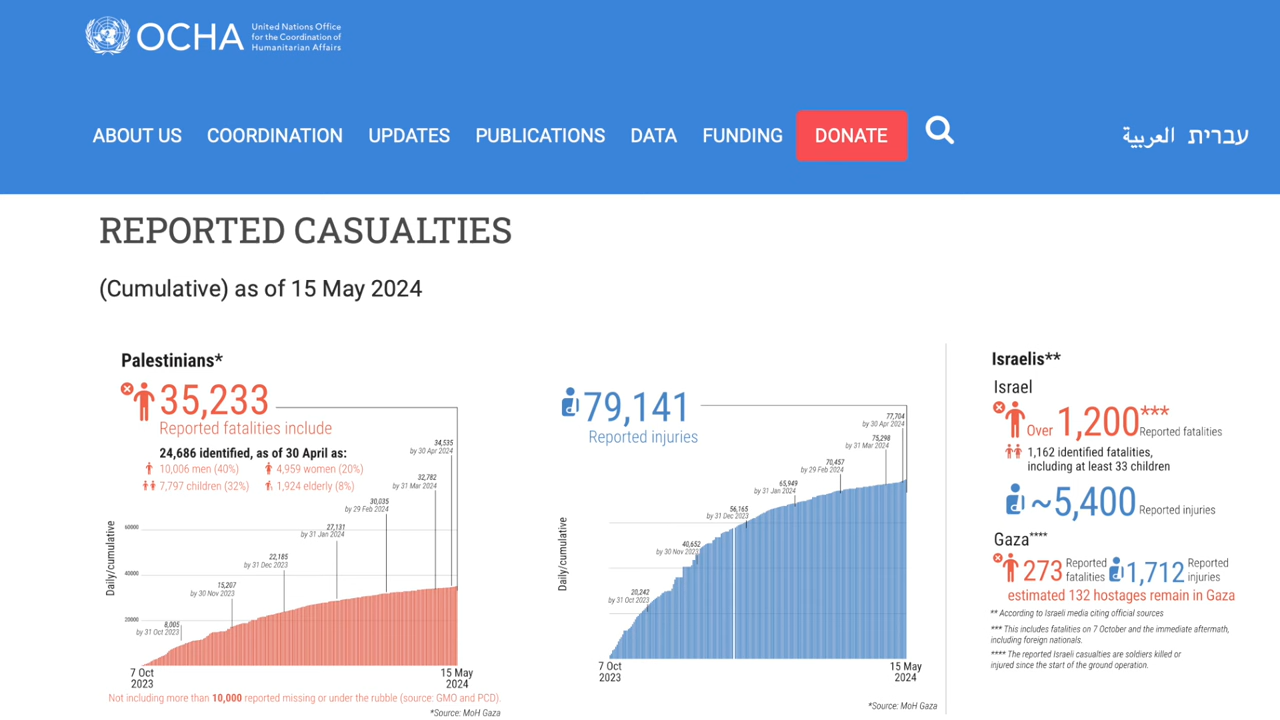 OCHA
United Nations Office
for the Coordination of
Humanitarian Affairs
ABOUT US COORDINATION UPDATES PUBLICATIONS DATA FUNDING DONATE العربية עברית
REPORTED CASUALTIES
(Cumulative) as of 15 May 2024
Palestinians*
35,233
Reported fatalities include
24,686 identified, as of 30 April as:
10,006 men (40%) 4,959 women (20%)
7,797 children (32%) 1,924 elderly (8%)
34,535
by 30 Apr 2024
32,782
by 31 Mar 2024
30,035
by 29 Feb 2024
27,131
by 31 Jan 2024
22,185
by 31 Dec 2023
15,207
by 30 Nov 2023
8,005
by 31 Oct 2023
Daily/cumulative
60000
40000
20000
7 Oct
2023
15 May
2024
Not including more than 10,000 reported missing or under the rubble (source: GMO and PCD).
*Source: MoH Gaza
79,141
Reported injuries
77,704
by 30 Apr 2024
75,298
by 31 Mar 2024
70,457
by 29 Feb 2024
65,949
by 31 Jan 2024
56,165
by 31 Dec 2023
40,652
by 30 Nov 2023
20,242
by 31 Oct 2023
Daily/cumulative
7 Oct
2023
15 May
2024
*Source: MoH Gaza
Israelis**
Israel
Over 1,200*** Reported fatalities
1,162 identified fatalities,
including at least 33 children
~5,400 Reported injuries
Gaza****
273 Reported fatalities 1,712 Reported injuries
estimated 132 hostages remain in Gaza
** According to Israeli media citing official sources
*** This includes fatalities on 7 October and the immediate aftermath,
including foreign nationals.
**** The reported Israeli casualties are soldiers killed or
injured since the start of the ground operation.